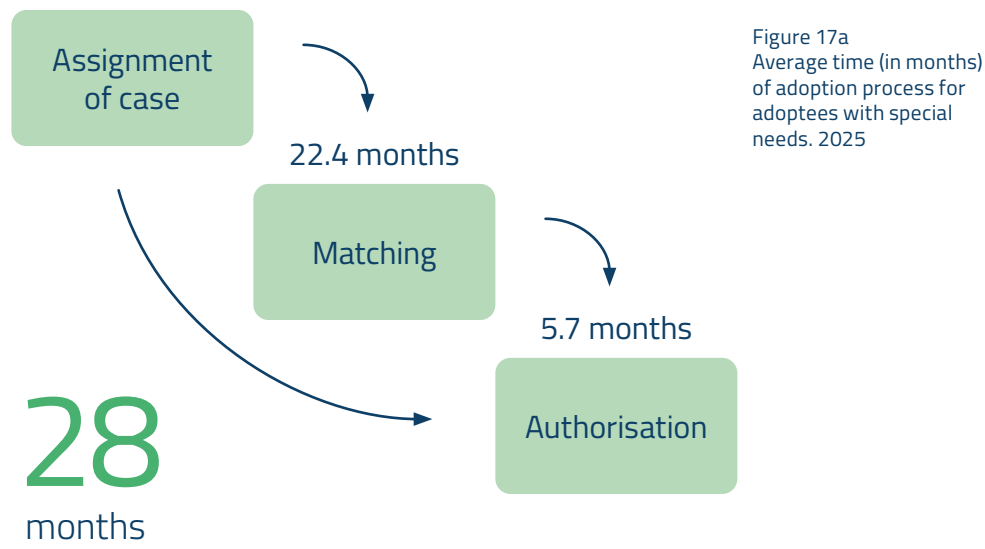 Assignment
of case
Figure 17a
Average time (in months)
of adoption process for
adoptees with special
needs. 2025
22.4 months
Matching
5.7 months
Authorisation
28
months